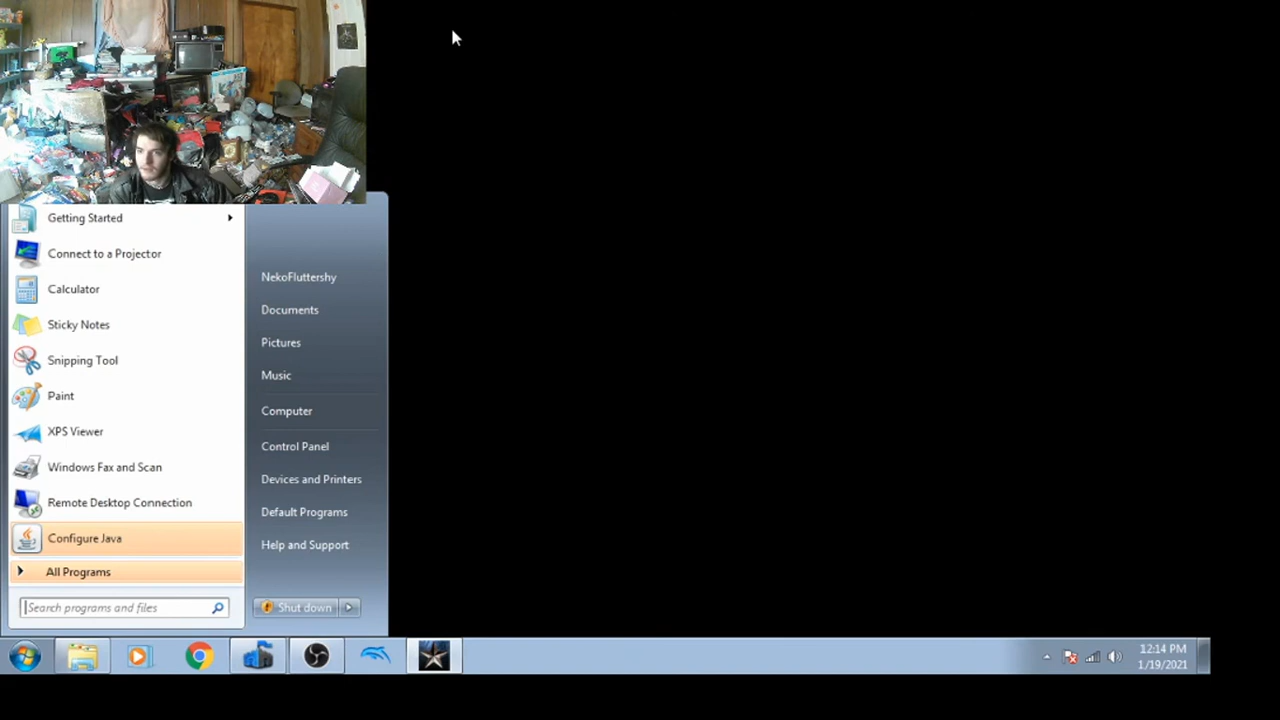 Getting Started
Connect to a Projector
Calculator
Sticky Notes
Snipping Tool
Paint
XPS Viewer
Windows Fax and Scan
Remote Desktop Connection
Configure Java
All Programs
Search programs and files
NekoFluttershy
Documents
Pictures
Music
Computer
Control Panel
Devices and Printers
Default Programs
Help and Support
Shut down
12:14 PM
1/19/2021